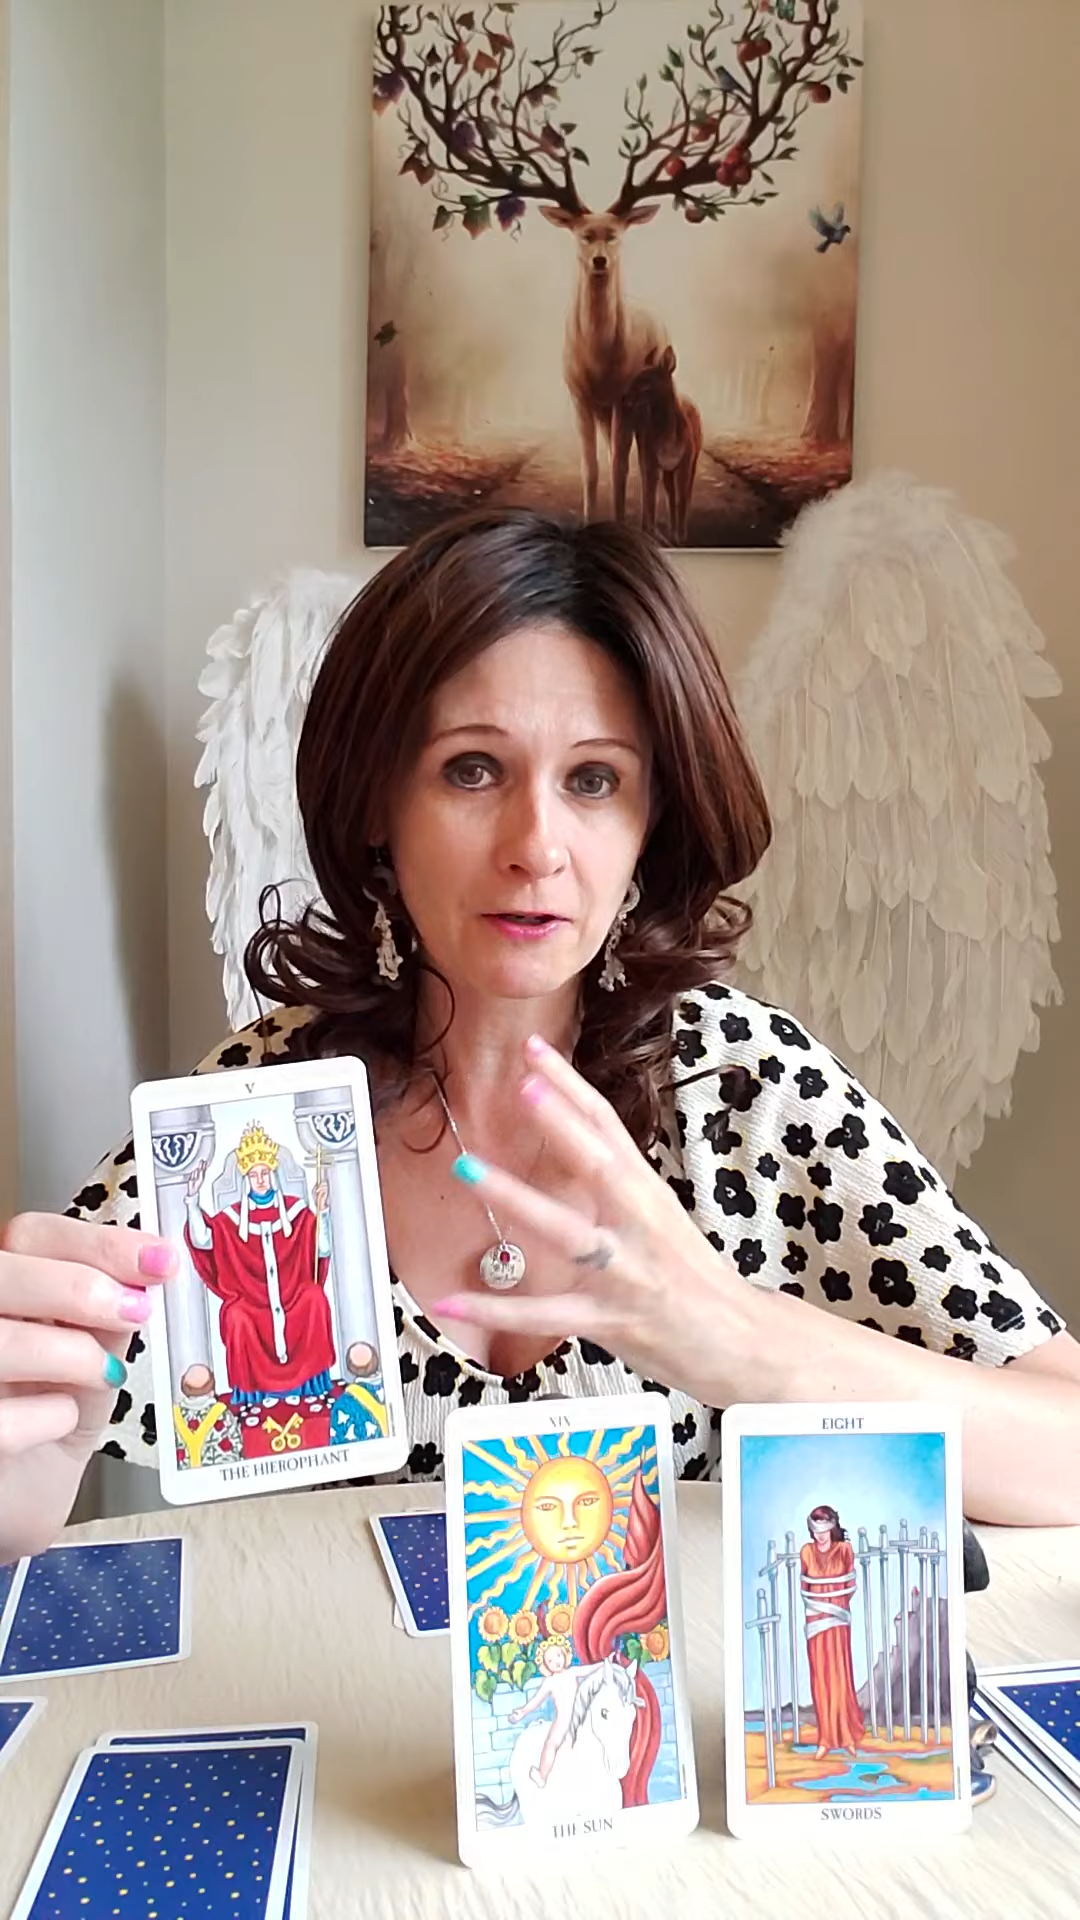 V
THE HIEROPHANT
XIX
THE SUN
EIGHT
SWORDS